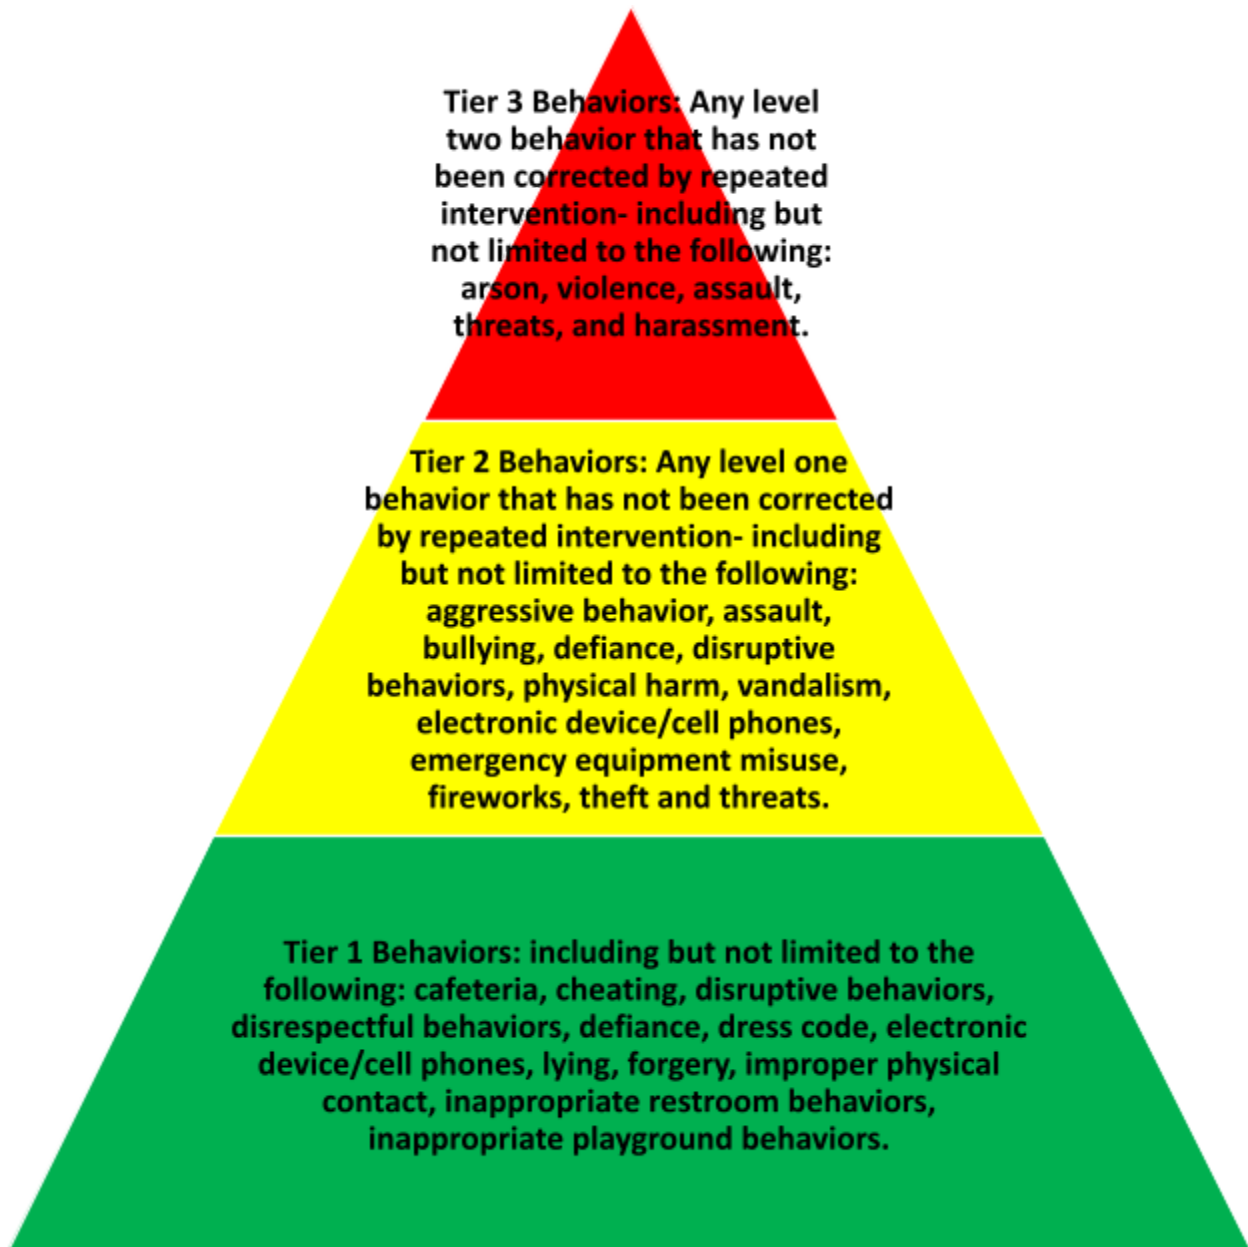 Tier 3 Behaviors: Any level
two behavior that has not
been corrected by repeated
intervention- including but
not limited to the following:
arson, violence, assault,
threats, and harassment.
Tier 2 Behaviors: Any level one
behavior that has not been corrected
by repeated intervention- including
but not limited to the following:
aggressive behavior, assault,
bullying, defiance, disruptive
behaviors, physical harm, vandalism,
electronic device/cell phones,
emergency equipment misuse,
fireworks, theft and threats.
Tier 1 Behaviors: including but not limited to the
following: cafeteria, cheating, disruptive behaviors,
disrespectful behaviors, defiance, dress code, electronic
device/cell phones, lying, forgery, improper physical
contact, inappropriate restroom behaviors,
inappropriate playground behaviors.